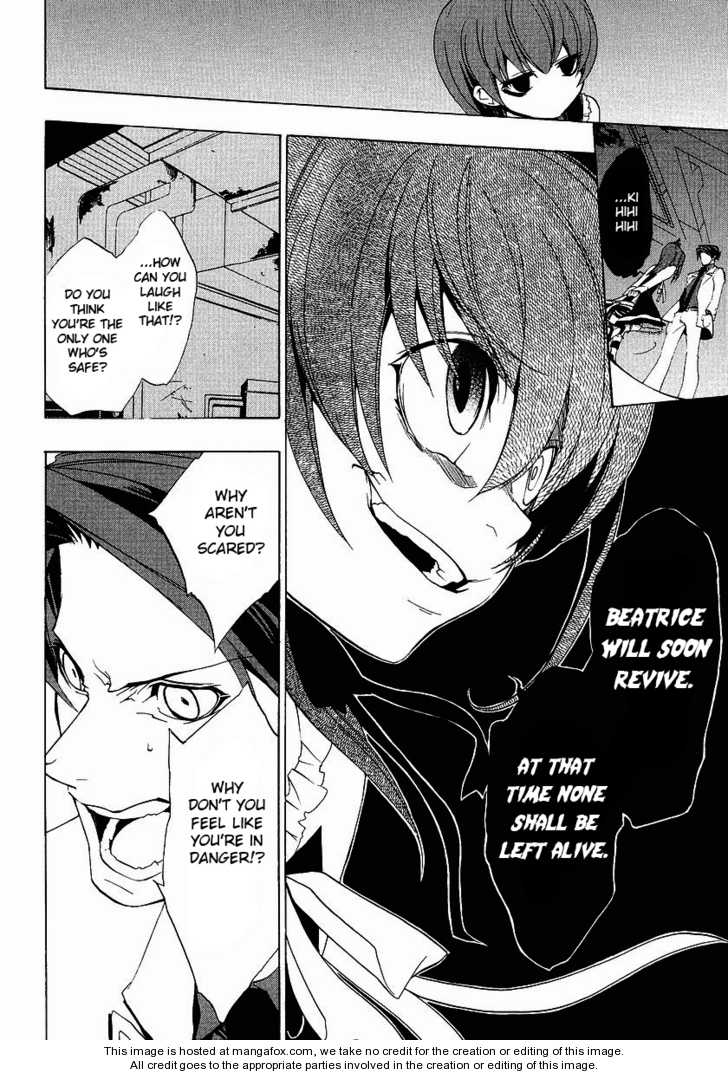 ...KI
HIHI
HIHI
BEATRICE
WILL SOON
REVIVE.
AT THAT
TIME NONE
SHALL BE
LEFT ALIVE.
...HOW
CAN YOU
LAUGH
LIKE
THAT!?
DO YOU
THINK
YOU'RE THE
ONLY ONE
WHO'S
SAFE?
WHY
AREN'T
YOU
SCARED?
WHY
DON'T YOU
FEEL LIKE
YOU'RE IN
DANGER!?
This image is hosted at mangafox.com, we take no credit for the creation or editing of this image.
All credit goes to the appropriate parties involved in the creation or editing of this image.